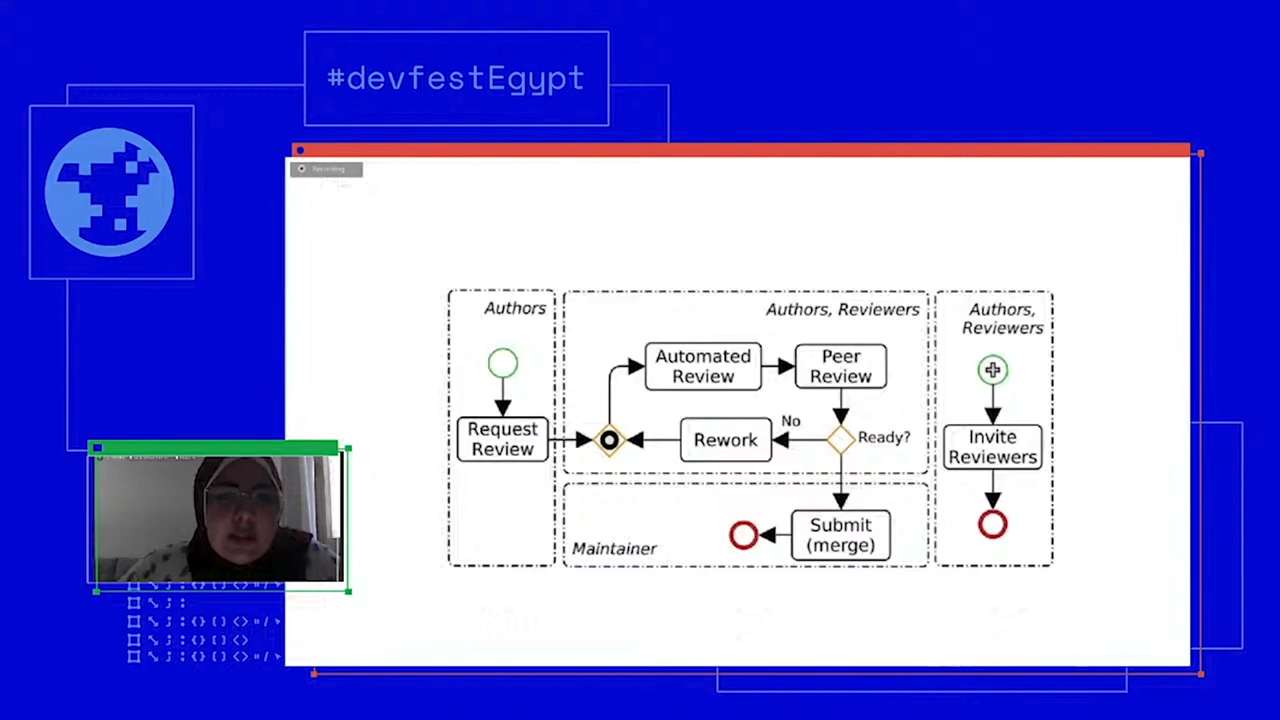 #devfestEgypt
Recording
Authors
Request
Review
Authors, Reviewers
Automated
Review
Peer
Review
No
Rework
Ready?
Maintainer
Submit
(merge)
Authors,
Reviewers
Invite
Reviewers